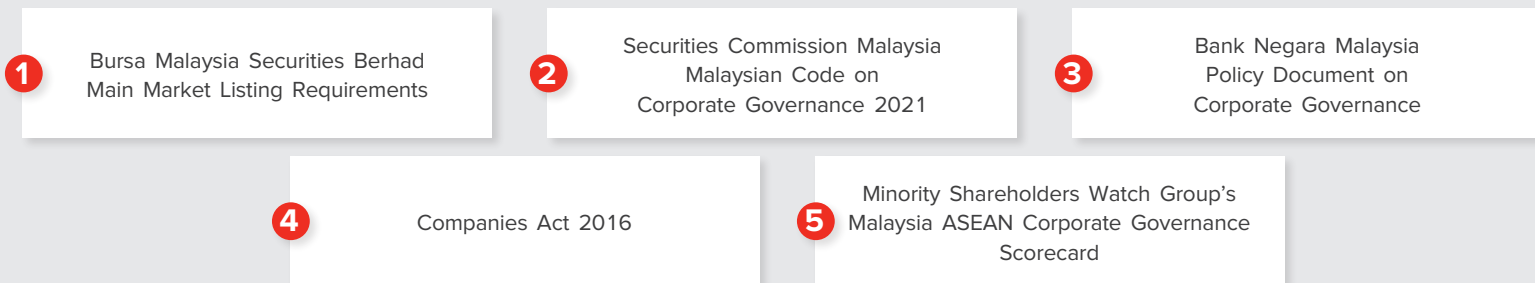 1
Bursa Malaysia Securities Berhad
Main Market Listing Requirements
2
Securities Commission Malaysia
Malaysian Code on
Corporate Governance 2021
3
Bank Negara Malaysia
Policy Document on
Corporate Governance
4
Companies Act 2016
5
Minority Shareholders Watch Group’s
Malaysia ASEAN Corporate Governance
Scorecard